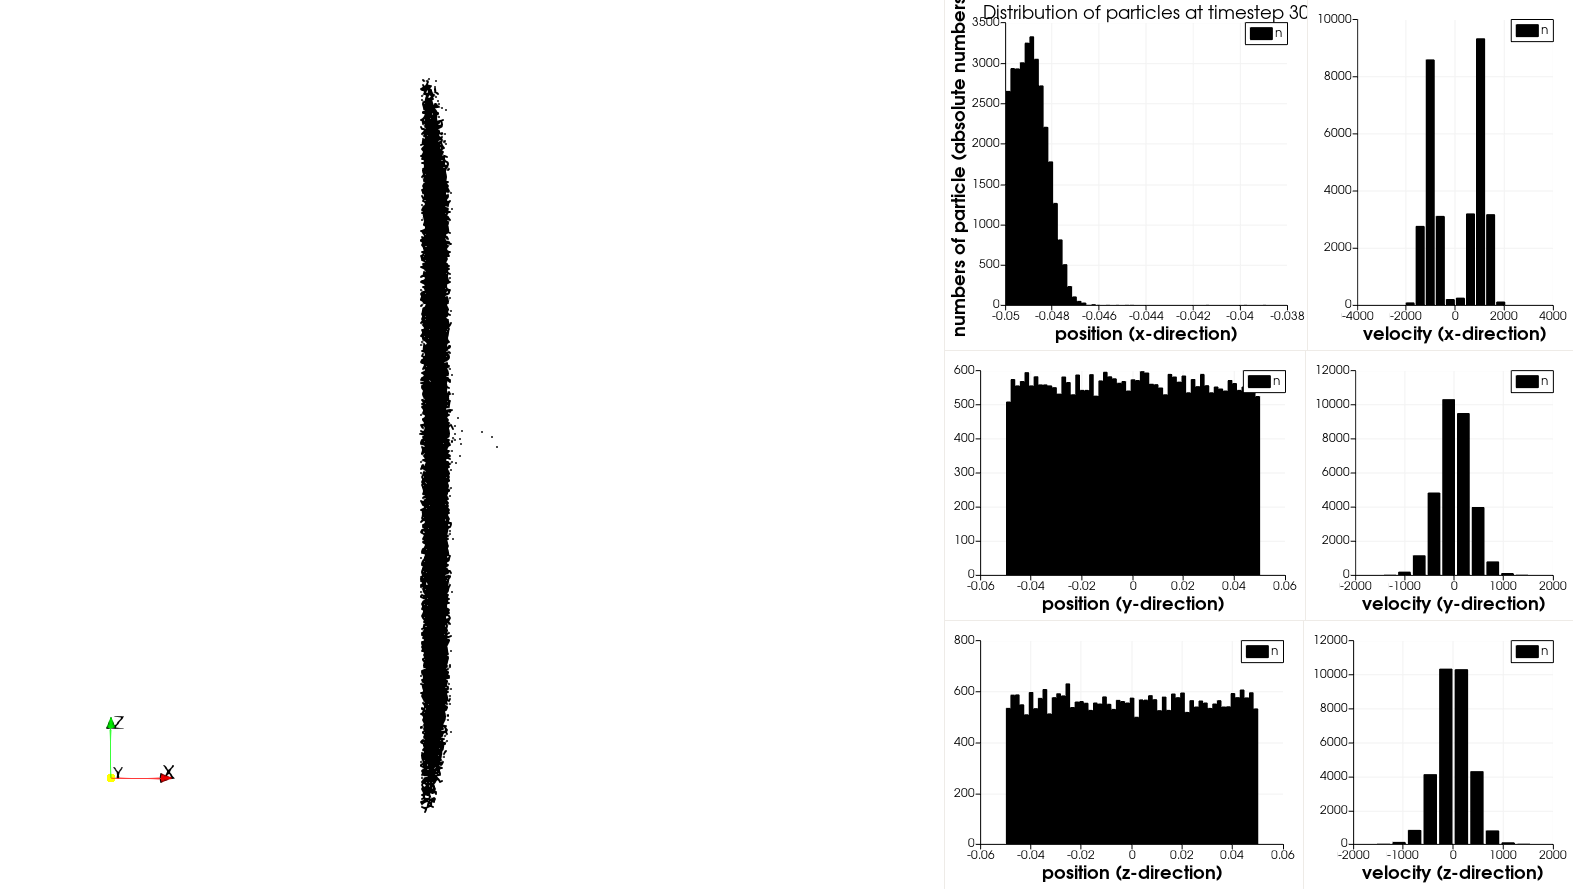 Distribution of particles at timestep 30
numbers of particle (absolute numbers
3500
3000
2500
2000
1500
1000
500
0
-0.05 -0.048 -0.046 -0.044 -0.042 -0.04 -0.038
position (x-direction)
n
10000
8000
6000
4000
2000
0
-4000 -2000 0 2000 4000
velocity (x-direction)
n
600
500
400
300
200
100
0
-0.06 -0.04 -0.02 0 0.02 0.04 0.06
position (y-direction)
n
12000
10000
8000
6000
4000
2000
0
-2000 -1000 0 1000 2000
velocity (y-direction)
n
800
600
400
200
0
-0.06 -0.04 -0.02 0 0.02 0.04 0.06
position (z-direction)
n
12000
10000
8000
6000
4000
2000
0
-2000 -1000 0 1000 2000
velocity (z-direction)
n
Z
Y X